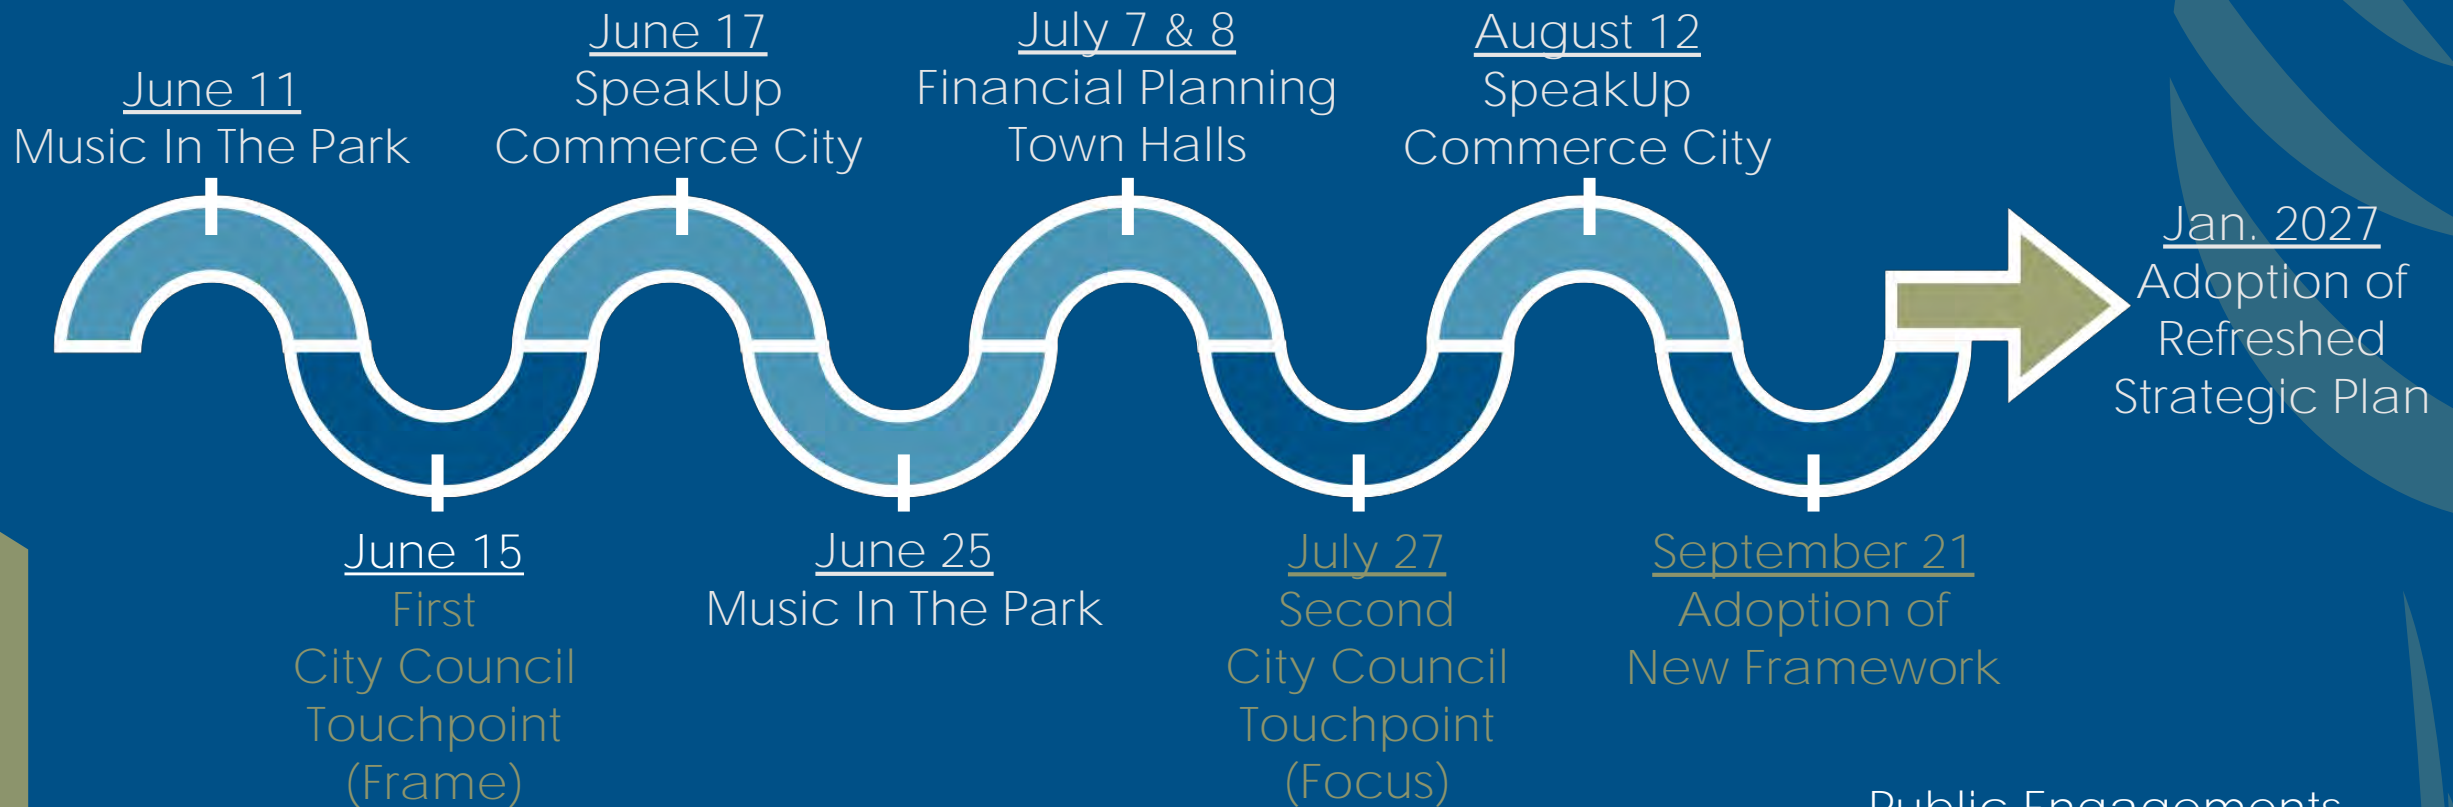 June 11
Music In The Park
June 17
SpeakUp
Commerce City
July 7 & 8
Financial Planning
Town Halls
August 12
SpeakUp
Commerce City
Jan. 2027
Adoption of
Refreshed
Strategic Plan
June 15
First
City Council
Touchpoint
(Frame)
June 25
Music In The Park
July 27
Second
City Council
Touchpoint
(Focus)
September 21
Adoption of
New Framework
Public Engagements